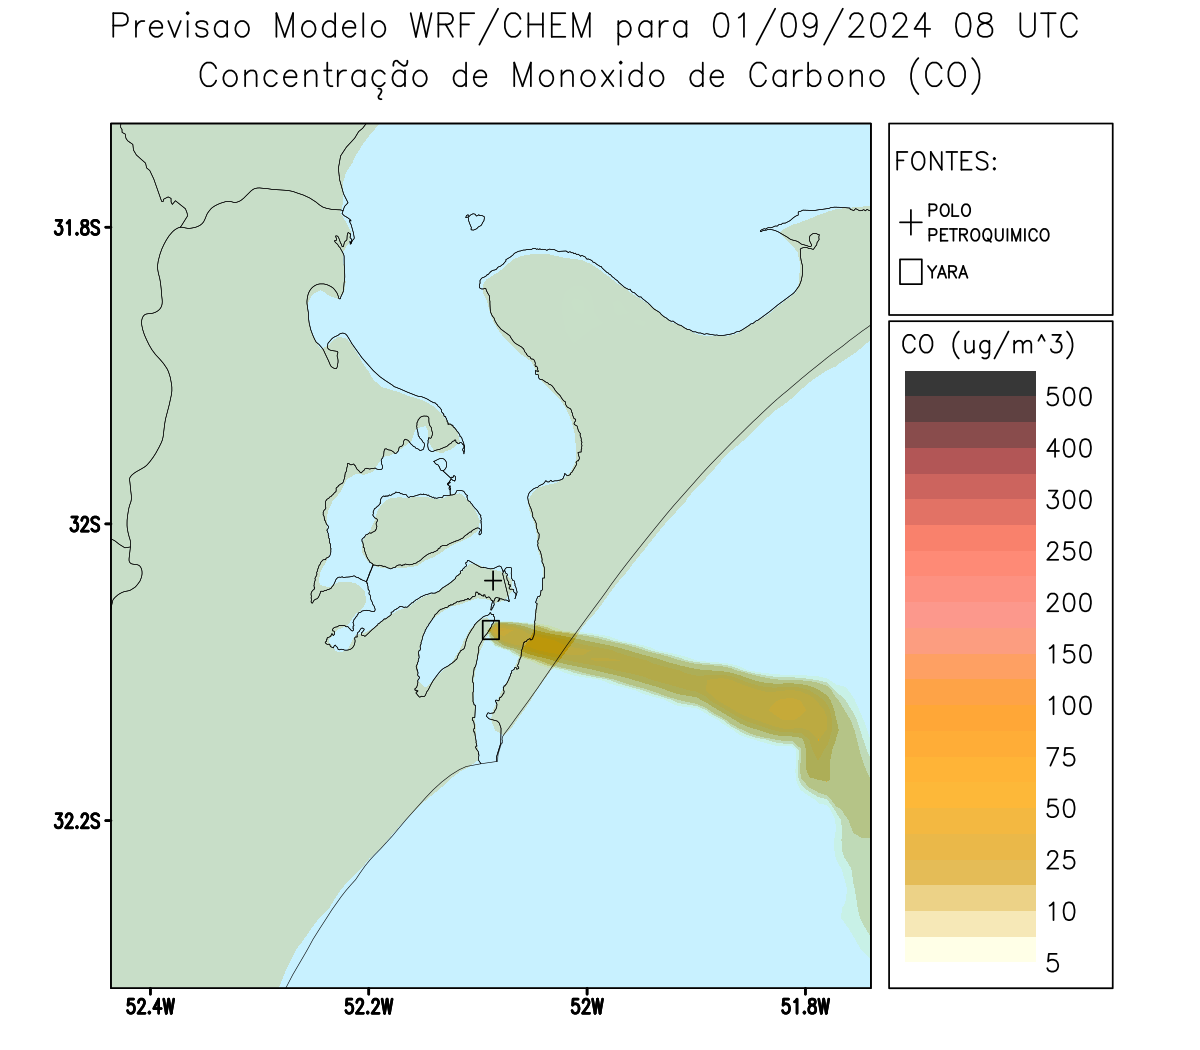 Previsao Modelo WRF/CHEM para 01/09/2024 08 UTC
Concentração de Monoxido de Carbono (CO)
FONTES:
POLO
PETROQUIMICO
YARA
CO (ug/m^3)
500
400
300
250
200
150
100
75
50
25
10
5
31.8S
32S
32.2S
52.4W
52.2W
52W
51.8W